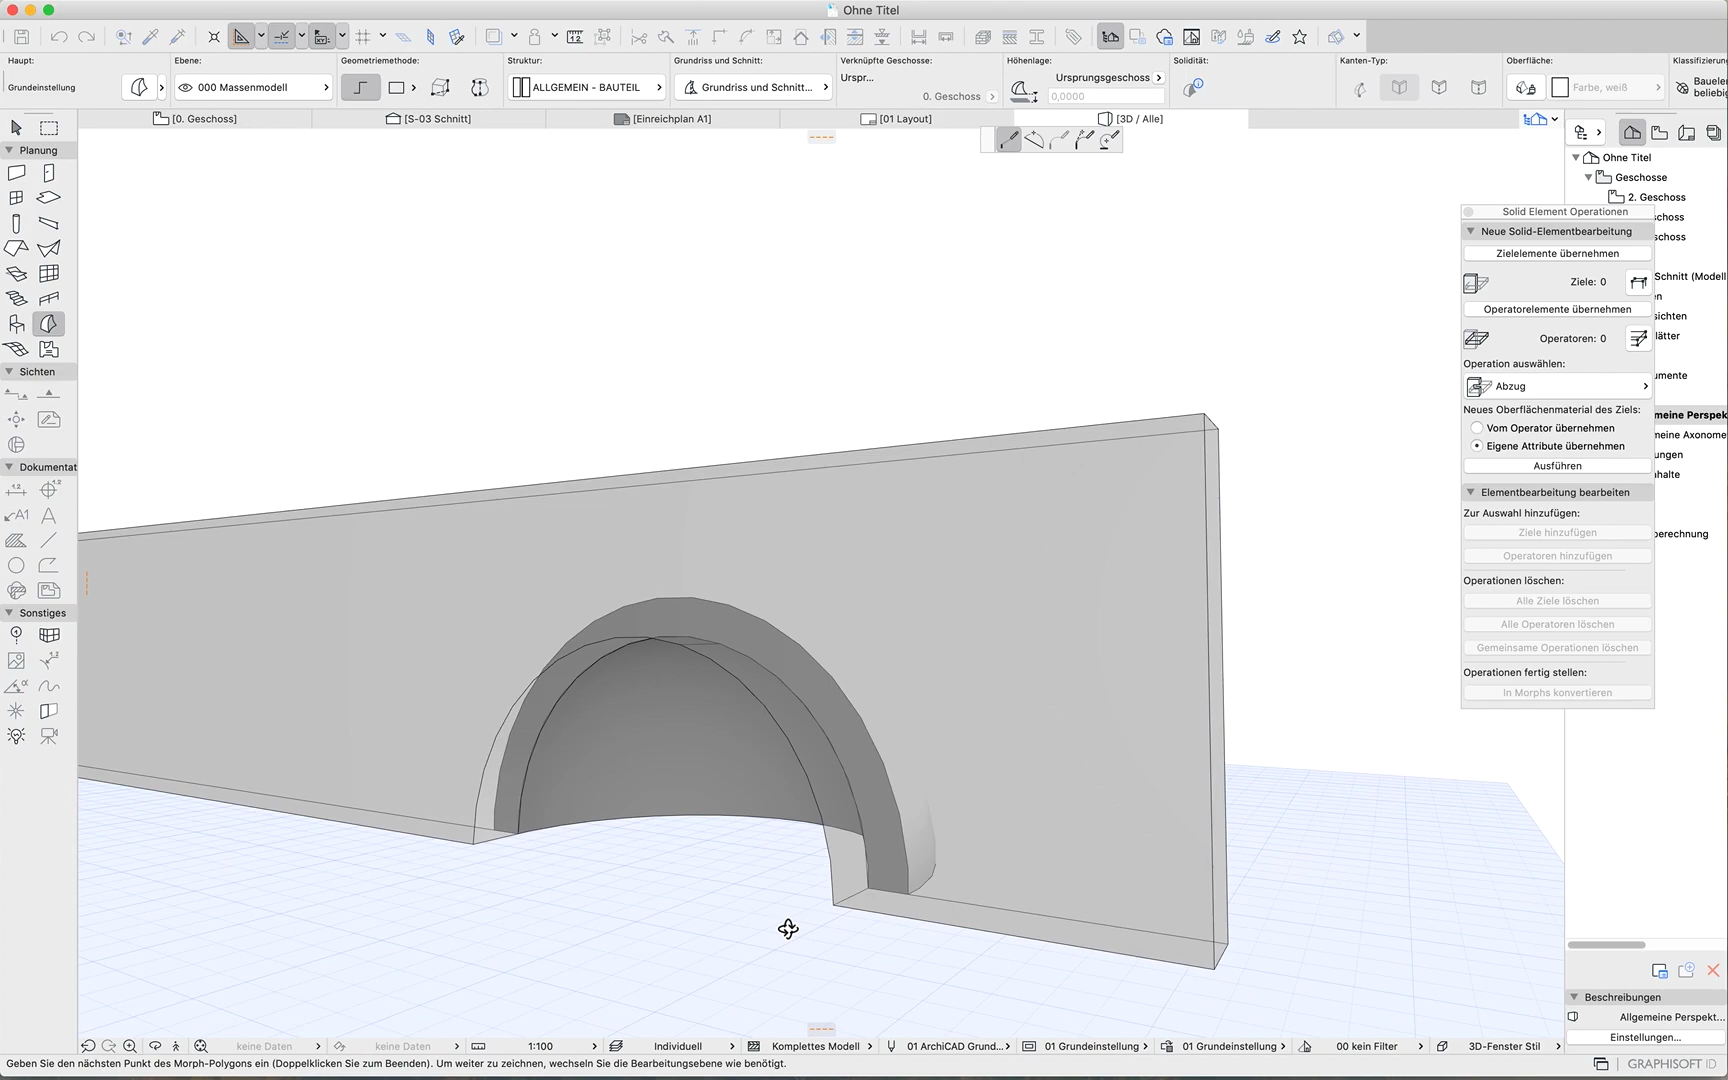 Ohne Titel
Haupt:
Grundeinstellung
Ebene:
000 Massenmodell
Geometriemethode:
Struktur:
ALLGEMEIN - BAUTEIL
Grundriss und Schnitt:
Grundriss und Schnitt...
Verknüpfte Geschosse:
Urspr...
0. Geschoss
Höhenlage:
Ursprungsgeschoss
0,0000
Solidität:
Kanten-Typ:
Oberfläche:
Farbe, weiß
Klassifizierun
Bauelem
beliebig
[0. Geschoss]
[S-03 Schnitt]
[Einreichplan A1]
[01 Layout]
[3D / Alle]
Planung
Sichten
Dokumentat
Sonstiges
Ohne Titel
Geschosse
2. Geschoss
schoss
schoss
Schnitt (Modell
en
sichten
lätter
umente
meine Perspek
meine Axonome
ungen
nhalte
berechnung
Solid Element Operationen
Neue Solid-Elementbearbeitung
Zielelemente übernehmen
Ziele: 0
Operatorelemente übernehmen
Operatoren: 0
Operation auswählen:
Abzug
Neues Oberflächenmaterial des Ziels:
Vom Operator übernehmen
Eigene Attribute übernehmen
Ausführen
Elementbearbeitung bearbeiten
Zur Auswahl hinzufügen:
Ziele hinzufügen
Operatoren hinzufügen
Operationen löschen:
Alle Ziele löschen
Alle Operatoren löschen
Gemeinsame Operationen löschen
Operationen fertig stellen:
In Morphs konvertieren
Beschreibungen
Allgemeine Perspekt...
Einstellungen...
keine Daten
keine Daten
1:100
Individuell
Komplettes Modell
01 ArchiCAD Grund...
01 Grundeinstellung
01 Grundeinstellung
00 kein Filter
3D-Fenster Stil
Geben Sie den nächsten Punkt des Morph-Polygons ein (Doppelklicken Sie zum Beenden). Um weiter zu zeichnen, wechseln Sie die Bearbeitungsebene wie benötigt.
GRAPHISOFT ID